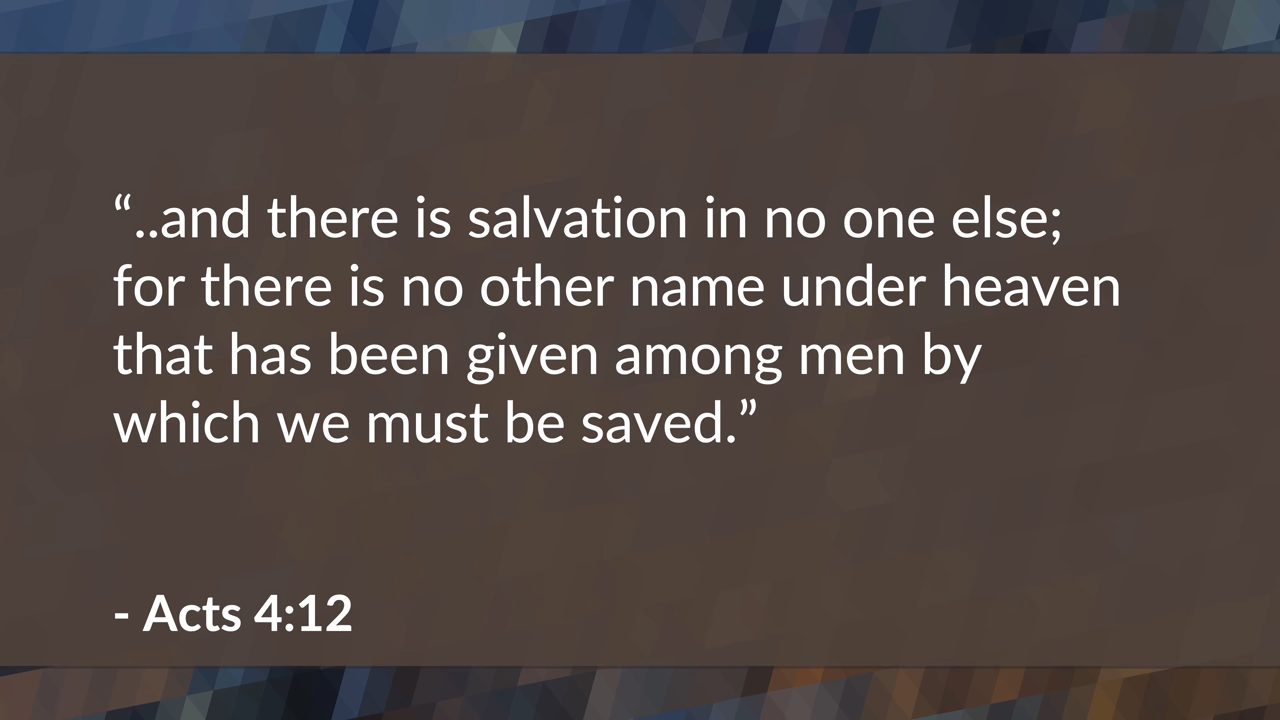 “..and there is salvation in no one else;
for there is no other name under heaven
that has been given among men by
which we must be saved.”
- Acts 4:12